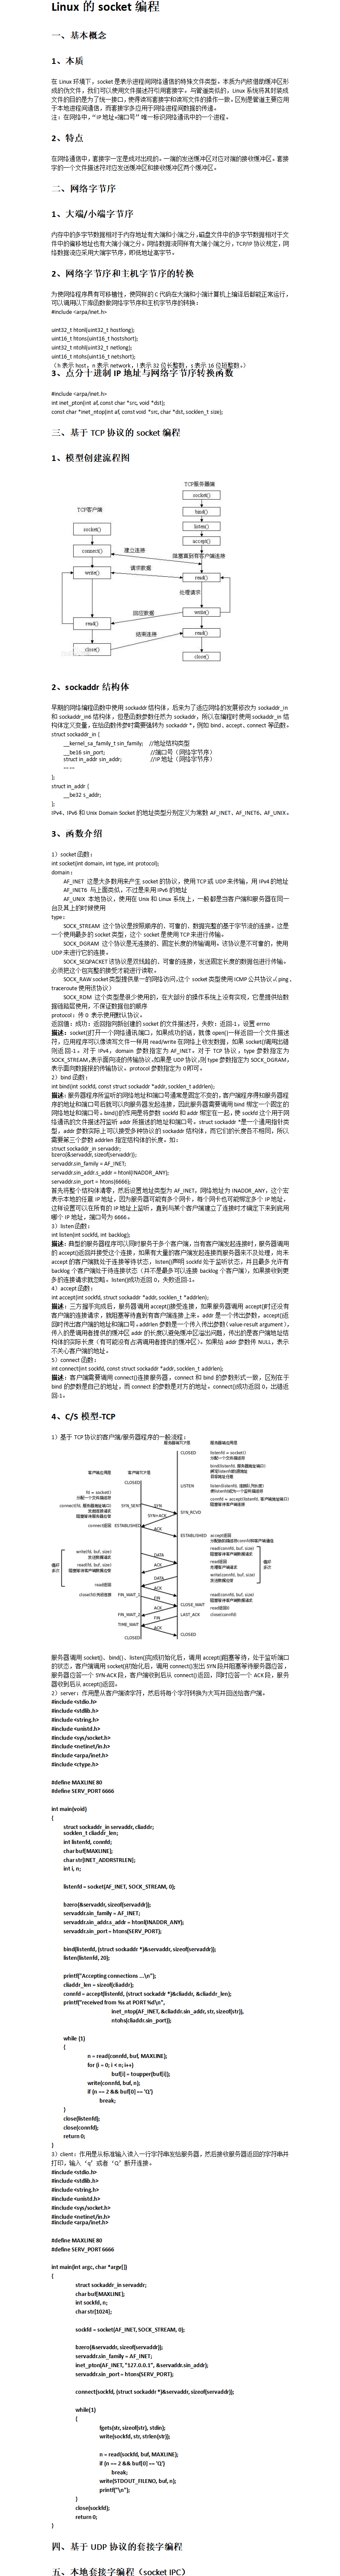 Linux 的 socket 编程
一、基本概念
1、本质
在 Linux 环境下，socket 是表示进程间网络通信的特殊文件类型。本质为内核借助缓冲区形
成的伪文件，我们可以使用文件描述符引用套接字。与管道类似的，Linux 系统将其封装成
文件的目的是为了统一接口，使得读写套接字和读写文件的操作一致。区别是管道主要应用
于本地进程间通信，而套接字多应用于网络进程间数据的传递。
注：在网络中，“IP 地址+端口号”唯一标识网络通讯中的一个进程。
2、特点
在网络通信中，套接字一定是成对出现的。一端的发送缓冲区对应对端的接收缓冲区。套接
字的一个文件描述符对应发送缓冲区和接收缓冲区两个缓冲区。
二、网络字节序
1、大端/小端字节序
内存中的多字节数据相对于内存地址有大端和小端之分，磁盘文件中的多字节数据相对于文
件中的偏移地址也有大端小端之分。网络数据流同样有大端小端之分，TCP/IP 协议规定，网
络数据流应采用大端字节序，即低地址高字节。
2、网络字节序和主机字节序的转换
为使网络程序具有可移植性，使同样的 C 代码在大端和小端计算机上编译后都能正常运行，
可以调用以下库函数做网络字节序和主机字节序的转换：
#include <arpa/inet.h>
uint32_t htonl(uint32_t hostlong);
uint16_t htons(uint16_t hostshort);
uint32_t ntohl(uint32_t netlong);
uint16_t ntohs(uint16_t netshort);
（h 表示 host，n 表示 network，l 表示 32 位长整数，s 表示 16 位短整数。）
3、点分十进制 IP 地址与网络字节序转换函数
#include <arpa/inet.h>
int inet_pton(int af, const char *src, void *dst);
const char *inet_ntop(int af, const void *src, char *dst, socklen_t size);
三、基于 TCP 协议的 socket 编程
1、模型创建流程图
TCP服务器端
socket()
TCP客户端
bind()
listen()
socket()
accept()
connect()
建立连接
阻塞直到有客户端连接
write()
请求数据
read()
处理请求
回应数据
write()
read()
结束连接
read()
close()
close()
2、sockaddr 结构体
早期的网络编程函数中使用 sockaddr 结构体，后来为了适应网络的发展修改为 sockaddr_in
和 sockaddr_in6 结构体，但是函数参数任然为 sockaddr，所以在编程时使用 sockaddr_in 结
构体定义变量，在给函数传参时需要强转为 sockaddr *，例如 bind、accept、connect 等函数。
struct sockaddr_in {
__kernel_sa_family_t sin_family; //地址结构类型
__be16 sin_port; //端口号（网络字节序）
struct in_addr sin_addr; //IP 地址（网络字节序）
……
};
struct in_addr {
__be32 s_addr;
};
IPv4、IPv6 和 Unix Domain Socket 的地址类型分别定义为常数 AF_INET、AF_INET6、AF_UNIX。
3、函数介绍
1）socket 函数：
int socket(int domain, int type, int protocol);
domain：
AF_INET 这是大多数用来产生 socket 的协议，使用 TCP 或 UDP 来传输，用 IPv4 的地址
AF_INET6 与上面类似，不过是来用 IPv6 的地址
AF_UNIX 本地协议，使用在 Unix 和 Linux 系统上，一般都是当客户端和服务器在同一
台及其上的时候使用
type：
SOCK_STREAM 这个协议是按照顺序的、可靠的、数据完整的基于字节流的连接。这是
一个使用最多的 socket 类型，这个 socket 是使用 TCP 来进行传输。
SOCK_DGRAM 这个协议是无连接的、固定长度的传输调用。该协议是不可靠的，使用
UDP 来进行它的连接。
SOCK_SEQPACKET 该协议是双线路的、可靠的连接，发送固定长度的数据包进行传输。
必须把这个包完整的接受才能进行读取。
SOCK_RAW socket 类型提供单一的网络访问，这个 socket 类型使用 ICMP 公共协议。（ping、
traceroute 使用该协议）
SOCK_RDM 这个类型是很少使用的，在大部分的操作系统上没有实现，它是提供给数
据链路层使用，不保证数据包的顺序
protocol：传 0 表示使用默认协议。
返回值：成功：返回指向新创建的 socket 的文件描述符，失败：返回-1，设置 errno
描述：socket()打开一个网络通讯端口，如果成功的话，就像 open()一样返回一个文件描述
符，应用程序可以像读写文件一样用 read/write 在网络上收发数据，如果 socket()调用出错
则返回-1。对于 IPv4，domain 参数指定为 AF_INET。对于 TCP 协议，type 参数指定为
SOCK_STREAM，表示面向流的传输协议。如果是 UDP 协议，则 type 参数指定为 SOCK_DGRAM，
表示面向数据报的传输协议。protocol 参数指定为 0 即可。
2）bind 函数：
int bind(int sockfd, const struct sockaddr *addr, socklen_t addrlen);
描述：服务器程序所监听的网络地址和端口号通常是固定不变的，客户端程序得知服务器程
序的地址和端口号后就可以向服务器发起连接，因此服务器需要调用 bind 绑定一个固定的
网络地址和端口号。bind()的作用是将参数 sockfd 和 addr 绑定在一起，使 sockfd 这个用于网
络通讯的文件描述符监听 addr 所描述的地址和端口号。struct sockaddr *是一个通用指针类
型，addr 参数实际上可以接受多种协议的 sockaddr 结构体，而它们的长度各不相同，所以
需要第三个参数 addrlen 指定结构体的长度。如：
struct sockaddr_in servaddr;
bzero(&servaddr, sizeof(servaddr));
servaddr.sin_family = AF_INET;
servaddr.sin_addr.s_addr = htonl(INADDR_ANY);
servaddr.sin_port = htons(6666);
首先将整个结构体清零，然后设置地址类型为 AF_INET，网络地址为 INADDR_ANY，这个宏
表示本地的任意 IP 地址，因为服务器可能有多个网卡，每个网卡也可能绑定多个 IP 地址，
这样设置可以在所有的 IP 地址上监听，直到与某个客户端建立了连接时才确定下来到底用
哪个 IP 地址，端口号为 6666。
3）listen 函数：
int listen(int sockfd, int backlog);
描述：典型的服务器程序可以同时服务于多个客户端，当有客户端发起连接时，服务器调用
的 accept()返回并接受这个连接，如果有大量的客户端发起连接而服务器来不及处理，尚未
accept 的客户端就处于连接等待状态，listen()声明 sockfd 处于监听状态，并且最多允许有
backlog 个客户端处于待连接状态（并不是最多可以连接 backlog 个客户端），如果接收到更
多的连接请求就忽略。listen()成功返回 0，失败返回-1。
4）accept 函数：
int accept(int sockfd, struct sockaddr *addr, socklen_t *addrlen);
描述：三方握手完成后，服务器调用 accept()接受连接，如果服务器调用 accept()时还没有
客户端的连接请求，就阻塞等待直到有客户端连接上来。addr 是一个传出参数，accept()返
回时传出客户端的地址和端口号。addrlen 参数是一个传入传出参数（value-result argument），
传入的是调用者提供的缓冲区 addr 的长度以避免缓冲区溢出问题，传出的是客户端地址结
构体的实际长度（有可能没有占满调用者提供的缓冲区）。如果给 addr 参数传 NULL，表示
不关心客户端的地址。
5）connect 函数：
int connect(int sockfd, const struct sockaddr *addr, socklen_t addrlen);
描述：客户端需要调用 connect()连接服务器，connect 和 bind 的参数形式一致，区别在于
bind 的参数是自己的地址，而 connect 的参数是对方的地址。connect()成功返回 0，出错返
回-1。
4、C/S 模型-TCP
1）基于 TCP 协议的客户端/服务器程序的一般流程：
服务器调用 socket()、bind()、listen()完成初始化后，调用 accept()阻塞等待，处于监听端口
的状态，客户端调用 socket()初始化后，调用 connect()发出 SYN 段并阻塞等待服务器应答，
服务器应答一个 SYN-ACK 段，客户端收到后从 connect()返回，同时应答一个 ACK 段，服务
器收到后从 accept()返回。
2）server：作用是从客户端读字符，然后将每个字符转换为大写并回送给客户端。
#include <stdio.h>
#include <stdlib.h>
#include <string.h>
#include <unistd.h>
#include <sys/socket.h>
#include <netinet/in.h>
#include <arpa/inet.h>
#include <ctype.h>
#define MAXLINE 80
#define SERV_PORT 6666
int main(void)
{
struct sockaddr_in servaddr, cliaddr;
socklen_t cliaddr_len;
int listenfd, connfd;
char buf[MAXLINE];
char str[INET_ADDRSTRLEN];
int i, n;
listenfd = socket(AF_INET, SOCK_STREAM, 0);
bzero(&servaddr, sizeof(servaddr));
servaddr.sin_family = AF_INET;
servaddr.sin_addr.s_addr = htonl(INADDR_ANY);
servaddr.sin_port = htons(SERV_PORT);
bind(listenfd, (struct sockaddr *)&servaddr, sizeof(servaddr));
listen(listenfd, 20);
printf("Accepting connections ...\n");
cliaddr_len = sizeof(cliaddr);
connfd = accept(listenfd, (struct sockaddr *)&cliaddr, &cliaddr_len);
printf("received from %s at PORT %d\n",
inet_ntop(AF_INET, &cliaddr.sin_addr, str, sizeof(str)),
ntohs(cliaddr.sin_port));
while (1)
{
n = read(connfd, buf, MAXLINE);
for (i = 0; i < n; i++)
buf[i] = toupper(buf[i]);
write(connfd, buf, n);
if (n == 2 && buf[0] == 'Q')
break;
}
close(listenfd);
close(connfd);
return 0;
}
3）client：作用是从标准输入读入一行字符串发给服务器，然后接收服务器返回的字符串并
打印，输入‘q’或者‘Q’断开连接。
#include <stdio.h>
#include <stdlib.h>
#include <string.h>
#include <unistd.h>
#include <sys/socket.h>
#include <netinet/in.h>
#include <arpa/inet.h>
#define MAXLINE 80
#define SERV_PORT 6666
int main(int argc, char *argv[])
{
struct sockaddr_in servaddr;
char buf[MAXLINE];
int sockfd, n;
char str[1024];
sockfd = socket(AF_INET, SOCK_STREAM, 0);
bzero(&servaddr, sizeof(servaddr));
servaddr.sin_family = AF_INET;
inet_pton(AF_INET, "127.0.0.1", &servaddr.sin_addr);
servaddr.sin_port = htons(SERV_PORT);
connect(sockfd, (struct sockaddr *)&servaddr, sizeof(servaddr));
while(1)
{
fgets(str, sizeof(str), stdin);
write(sockfd, str, strlen(str));
n = read(sockfd, buf, MAXLINE);
if (n == 2 && buf[0] == 'Q')
break;
write(STDOUT_FILENO, buf, n);
printf("\n");
}
close(sockfd);
return 0;
}
四、基于 UDP 协议的套接字编程
五、本地套接字编程（socket IPC）